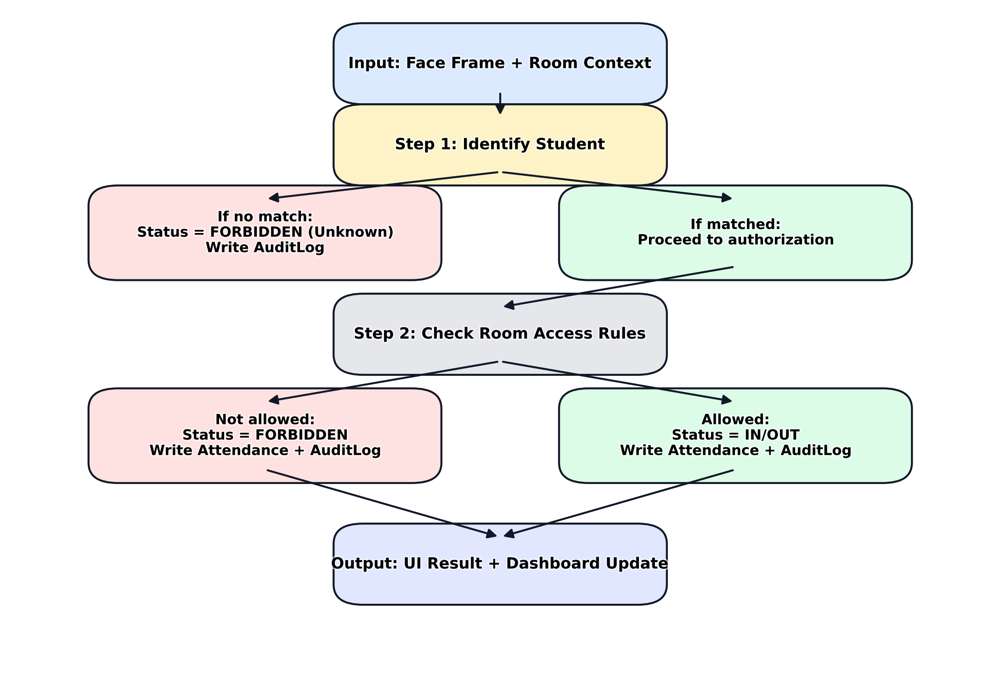 Input: Face Frame + Room Context
Step 1: Identify Student
If no match:
Status = FORBIDDEN (Unknown)
Write AuditLog
If matched:
Proceed to authorization
Step 2: Check Room Access Rules
Not allowed:
Status = FORBIDDEN
Write Attendance + AuditLog
Allowed:
Status = IN/OUT
Write Attendance + AuditLog
Output: UI Result + Dashboard Update